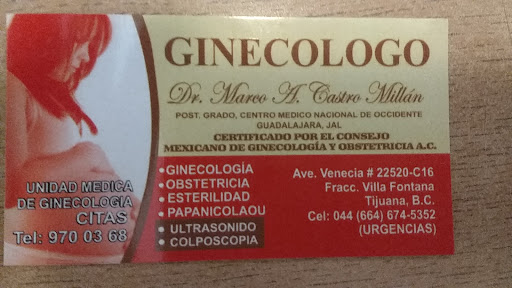 GINECOLOGO
Dr. Marco A. Castro Millán
POST. GRADO, CENTRO MEDICO NACIONAL DE OCCIDENTE
GUADALAJARA, JAL
CERTIFICADO POR EL CONSEJO
MEXICANO DE GINECOLOGÍA Y OBSTETRICIA A.C.
UNIDAD MEDICA
DE GINECOLOGIA
CITAS
Tel: 970 03 68
• GINECOLOGÍA
• OBSTETRICIA
• ESTERILIDAD
• PAPANICOLAOU
• ULTRASONIDO
• COLPOSCOPIA
Ave. Venecia # 22520-C16
Fracc. Villa Fontana
Tijuana, B.C.
Cel: 044 (664) 674-5352
(URGENCIAS)